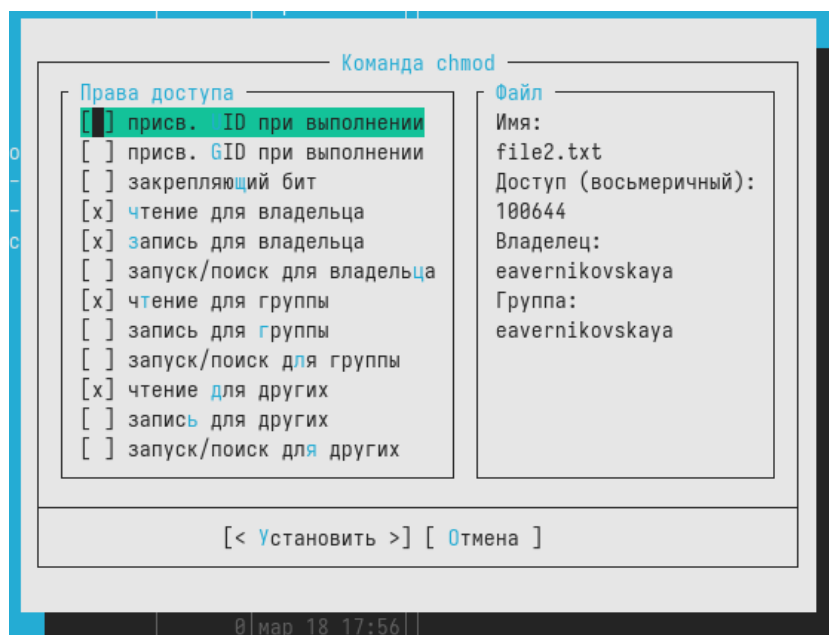 Команда chmod
Права доступа
[ ] присв. UID при выполнении
[ ] присв. GID при выполнении
[ ] закрепляющий бит
[x] чтение для владельца
[x] запись для владельца
[ ] запуск/поиск для владельца
[x] чтение для группы
[ ] запись для группы
[ ] запуск/поиск для группы
[x] чтение для других
[ ] запись для других
[ ] запуск/поиск для других
Файл
Имя:
file2.txt
Доступ (восьмеричный):
100644
Владелец:
eavernikovskaya
Группа:
eavernikovskaya
[< Установить >] [ Отмена ]
0|мар 18 17:56||